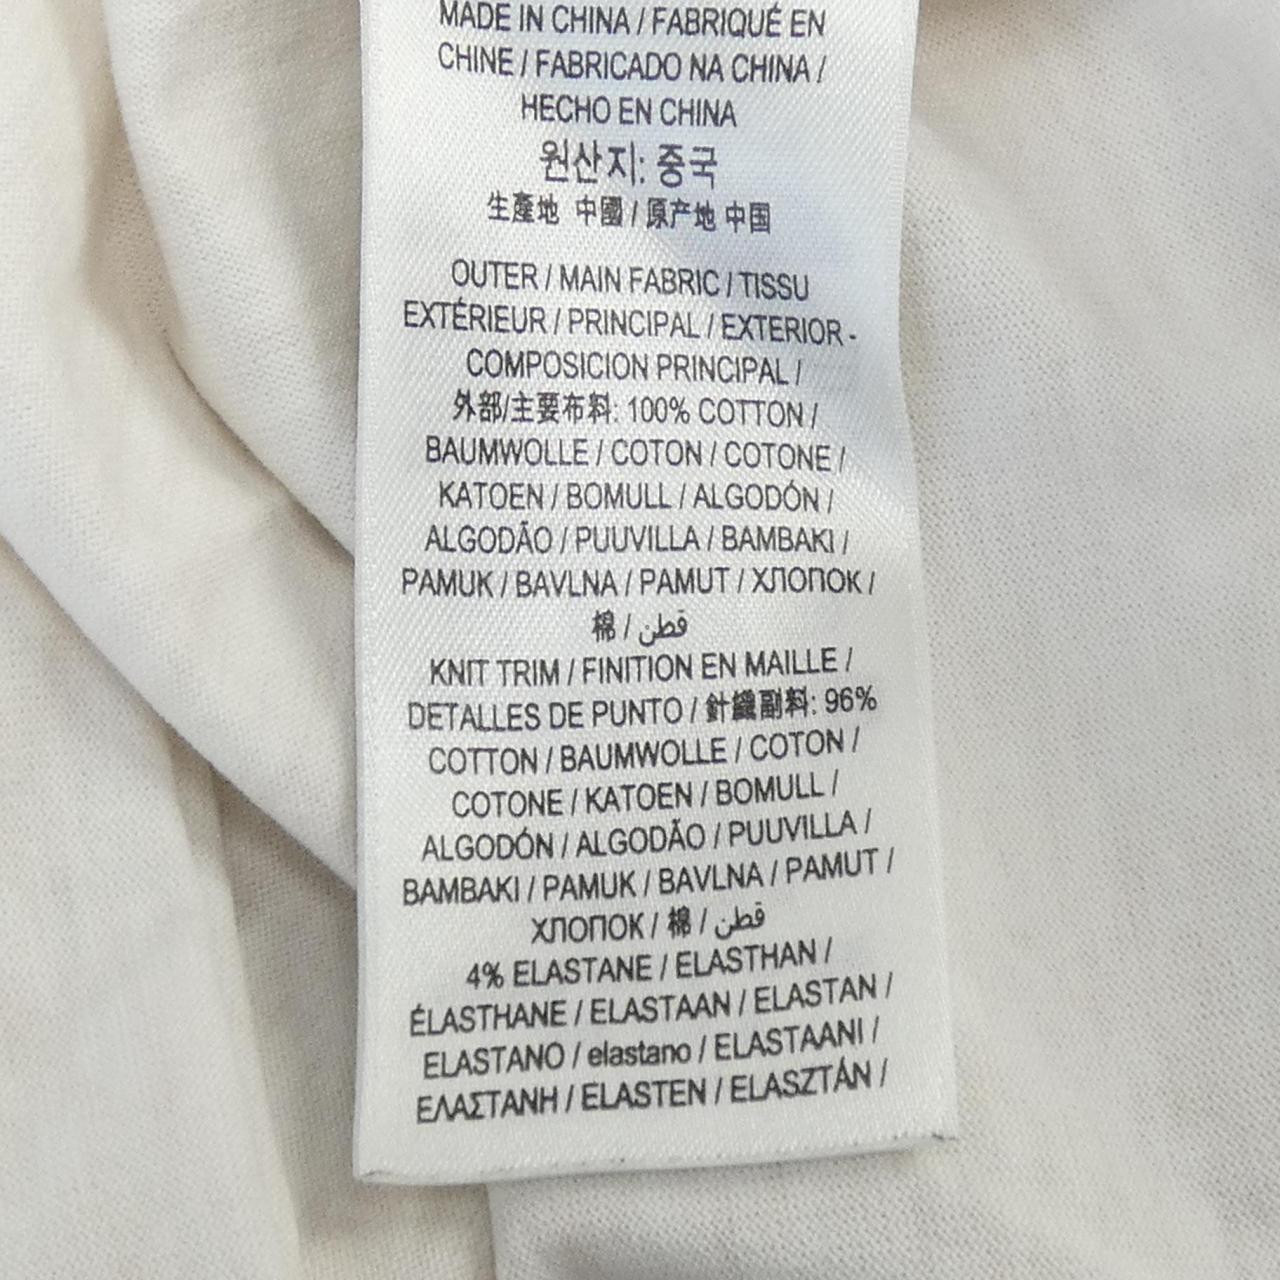 MADE IN CHINA / FABRIQUÉ EN
CHINE / FABRICADO NA CHINA /
HECHO EN CHINA
원산지: 중국
生產地 中國 / 原产地 中国
OUTER / MAIN FABRIC / TISSU
EXTÉRIEUR / PRINCIPAL / EXTERIOR -
COMPOSICION PRINCIPAL /
外部/主要布料: 100% COTTON /
BAUMWOLLE / COTON / COTONE /
KATOEN / BOMULL / ALGODÓN /
ALGODÃO / PUUVILLA / BAMBAKI /
PAMUK / BAVLNA / PAMUT / ХЛОПОК /
棉 / قطن
KNIT TRIM / FINITION EN MAILLE /
DETALLES DE PUNTO / 針織副料: 96%
COTTON / BAUMWOLLE / COTON /
COTONE / KATOEN / BOMULL /
ALGODÓN / ALGODÃO / PUUVILLA /
BAMBAKI / PAMUK / BAVLNA / PAMUT /
ХЛОПОК / 棉 / قطن
4% ELASTANE / ELASTHAN /
ÉLASTHANE / ELASTAAN / ELASTAN /
ELASTANO / elastano / ELASTAANI /
ΕΛΑΣΤΑΝΗ / ELASTEN / ELASZTÁN /